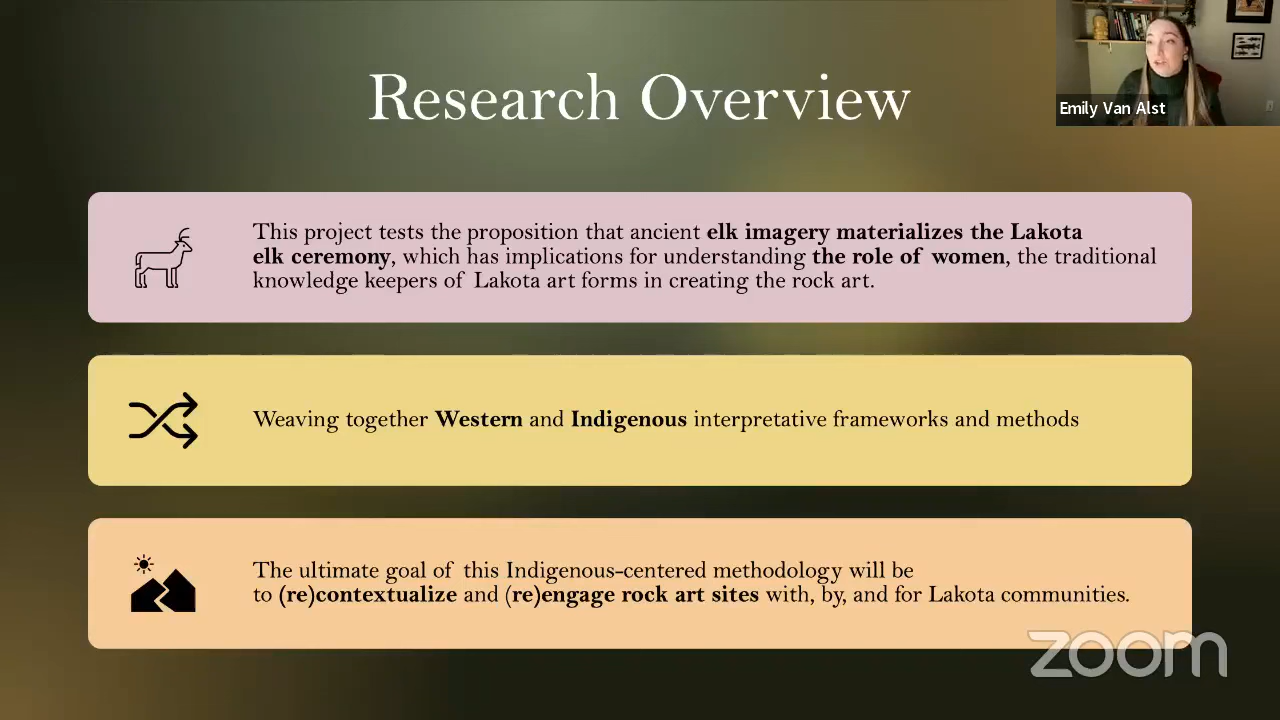 Research Overview
Emily Van Alst
This project tests the proposition that ancient elk imagery materializes the Lakota
elk ceremony, which has implications for understanding the role of women, the traditional
knowledge keepers of Lakota art forms in creating the rock art.
Weaving together Western and Indigenous interpretative frameworks and methods
The ultimate goal of this Indigenous-centered methodology will be
to (re)contextualize and (re)engage rock art sites with, by, and for Lakota communities.
zoom